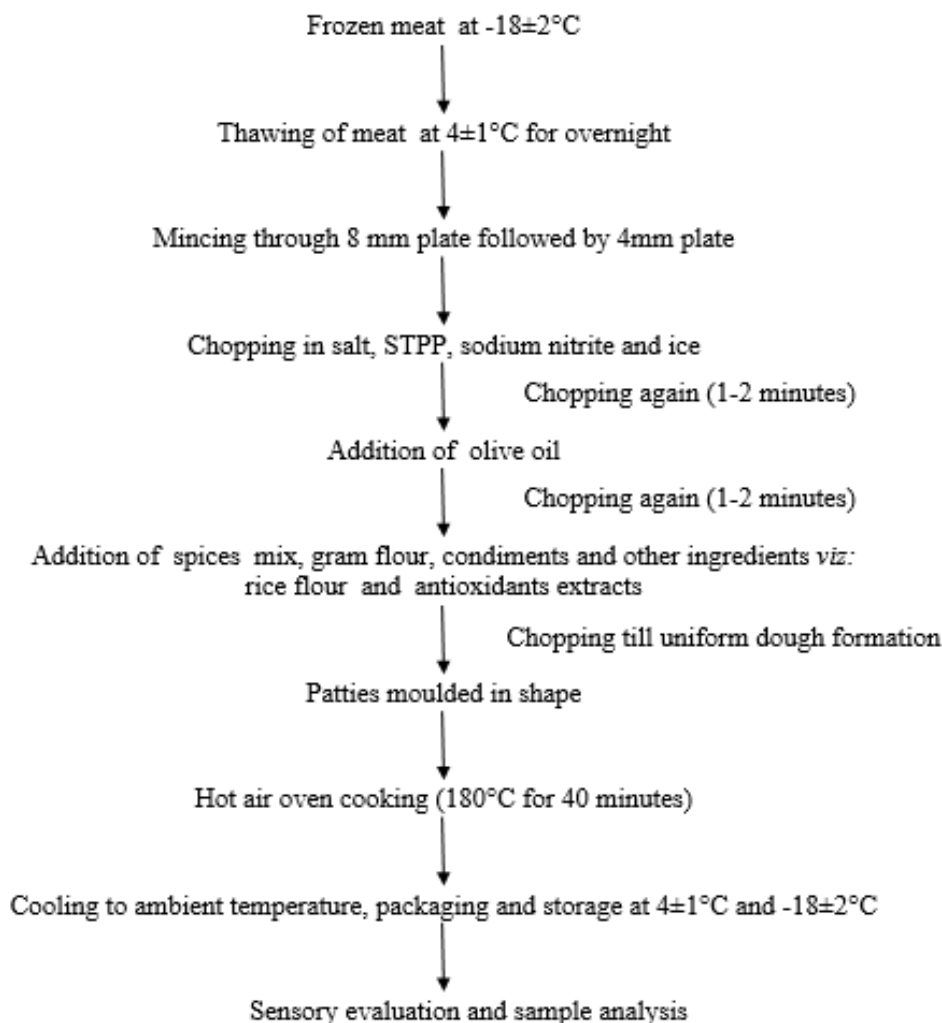 Frozen meat at -18±2°C
Thawing of meat at 4±1°C for overnight
Mincing through 8 mm plate followed by 4mm plate
Chopping in salt, STPP, sodium nitrite and ice
Chopping again (1-2 minutes)
Addition of olive oil
Chopping again (1-2 minutes)
Addition of spices mix, gram flour, condiments and other ingredients viz:
rice flour and antioxidants extracts
Chopping till uniform dough formation
Patties moulded in shape
Hot air oven cooking (180°C for 40 minutes)
Cooling to ambient temperature, packaging and storage at 4±1°C and -18±2°C
Sensory evaluation and sample analysis